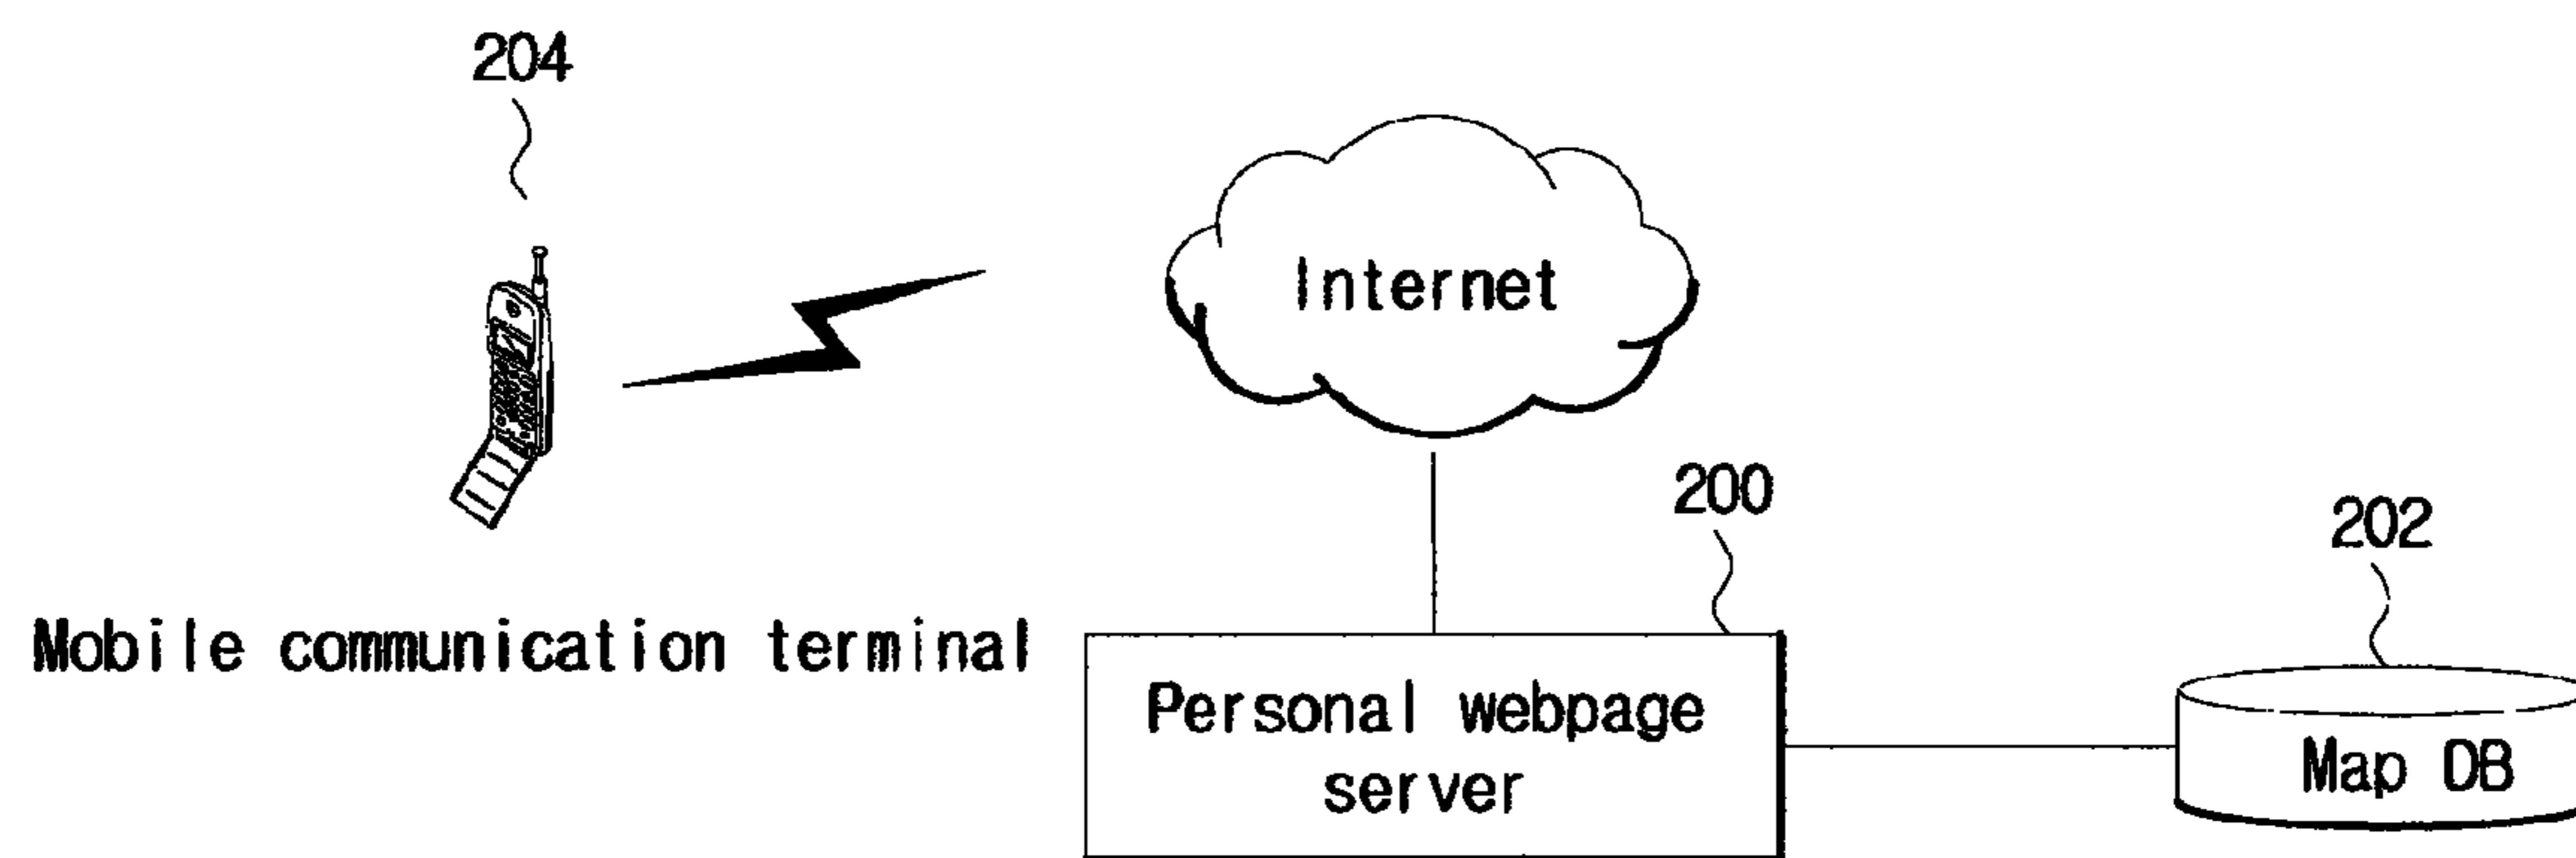 204
Internet
200
202
Mobile communication terminal
Personal webpage
server
Map DB